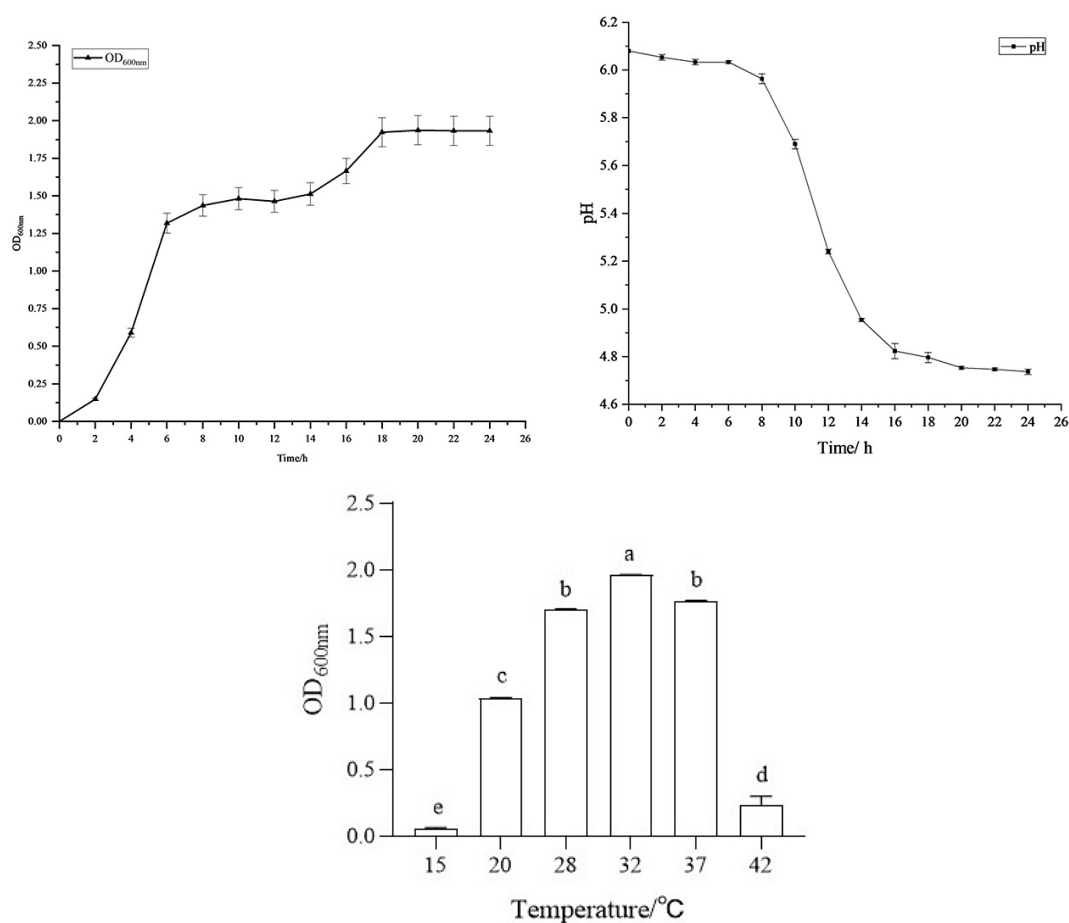 OD600nm
2.50
2.25
2.00
1.75
1.50
1.25
1.00
0.75
0.50
0.25
0.00
OD600nm
0 2 4 6 8 10 12 14 16 18 20 22 24 26
Time/h
pH
6.2
6.0
5.8
5.6
5.4
5.2
5.0
4.8
4.6
pH
0 2 4 6 8 10 12 14 16 18 20 22 24 26
Time/ h
2.5
2.0
1.5
1.0
0.5
0.0
OD600nm
e c b a b d
15 20 28 32 37 42
Temperature/℃